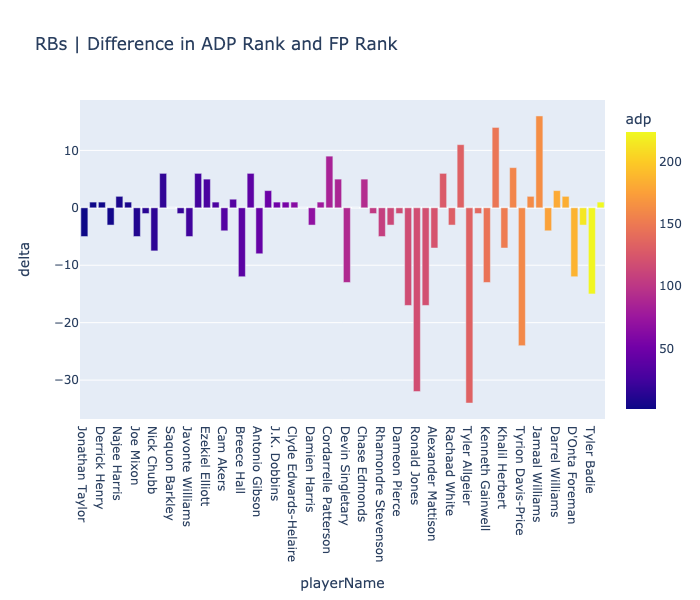 RBs | Difference in ADP Rank and FP Rank
adp
200
150
100
50
10
0
−10
−20
−30
delta
Jonathan Taylor
Derrick Henry
Najee Harris
Joe Mixon
Nick Chubb
Saquon Barkley
Javonte Williams
Ezekiel Elliott
Cam Akers
Breece Hall
Antonio Gibson
J.K. Dobbins
Clyde Edwards-Helaire
Damien Harris
Cordarrelle Patterson
Devin Singletary
Chase Edmonds
Rhamondre Stevenson
Dameon Pierce
Ronald Jones
Alexander Mattison
Rachaad White
Tyler Allgeier
Kenneth Gainwell
Khalil Herbert
Tyrion Davis-Price
Jamaal Williams
Darrel Williams
D'Onta Foreman
Tyler Badie
playerName